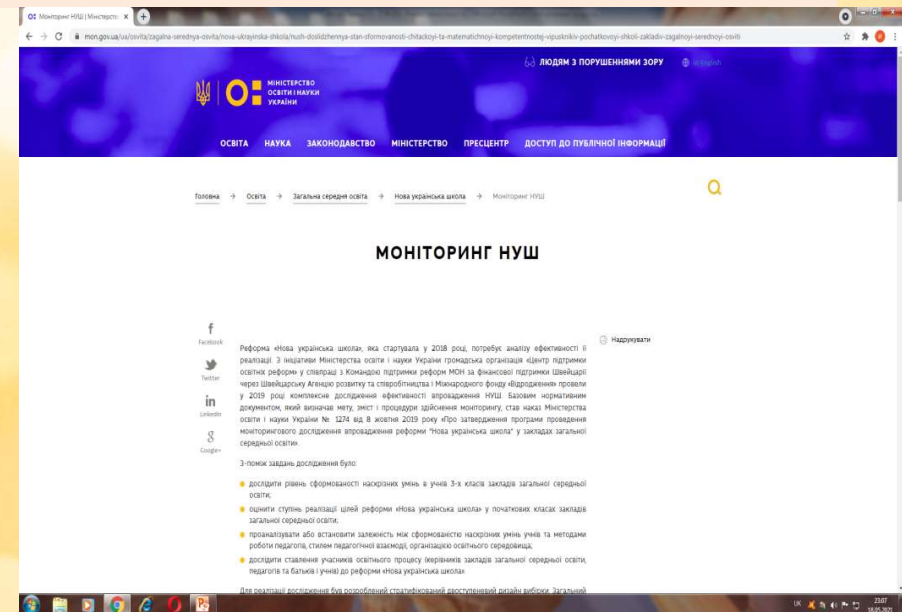 Моніторинг НУШ | Міністерст
mon.gov.ua/ua/osvita/zagalna-serednya-osvita/nova-ukrayinska-shkola/nush-doslidzhennya-stan-sformovanosti-chitackoyi-ta-matematichnoyi-kompetentnostej-vipusknikiv-pochatkovoyi-shkoli-zakladiv-zagalnoyi-serednoyi-osviti
ЛЮДЯМ З ПОРУШЕННЯМИ ЗОРУ
In English
МІНІСТЕРСТВО
ОСВІТИ І НАУКИ
УКРАЇНИ
ОСВІТА НАУКА ЗАКОНОДАВСТВО МІНІСТЕРСТВО ПРЕСЦЕНТР ДОСТУП ДО ПУБЛІЧНОЇ ІНФОРМАЦІЇ
Головна → Освіта → Загальна середня освіта → Нова українська школа → Моніторинг НУШ
МОНІТОРИНГ НУШ
Facebook
Twitter
LinkedIn
Google+
Надрукувати
Реформа «Нова українська школа», яка стартувала у 2018 році, потребує аналізу ефективності її
реалізації. З ініціативи Міністерства освіти і науки України громадська організація «Центр підтримки
освітніх реформ» у співпраці з Командою підтримки реформ МОН за фінансової підтримки Швейцарії
через Швейцарську Агенцію розвитку та співробітництва і Міжнародного фонду «Відродження» провели
у 2019 році комплексне дослідження ефективності впровадження НУШ. Базовим нормативним
документом, який визначав мету, зміст і процедури здійснення моніторингу, став наказ Міністерства
освіти і науки України № 1274 від 8 жовтня 2019 року «Про затвердження програми проведення
моніторингового дослідження впровадження реформи "Нова українська школа" у закладах загальної
середньої освіти».
З-поміж завдань дослідження було:
дослідити рівень сформованості наскрізних умінь в учнів 3-х класів закладів загальної середньої
освіти;
оцінити ступінь реалізації цілей реформи «Нова українська школа» у початкових класах закладів
загальної середньої освіти;
проаналізувати або встановити залежність між сформованістю наскрізних умінь учнів та методами
роботи педагогів, стилем педагогічної взаємодії, організацією освітнього середовища;
дослідити ставлення учасників освітнього процесу (керівників закладів загальної середньої освіти,
педагогів та батьків і учнів) до реформи «Нова українська школа».
Для реалізації дослідження був розроблений стратифікований двоступеневий дизайн вибірки. Загальний
UK
23:07
18.05.2021